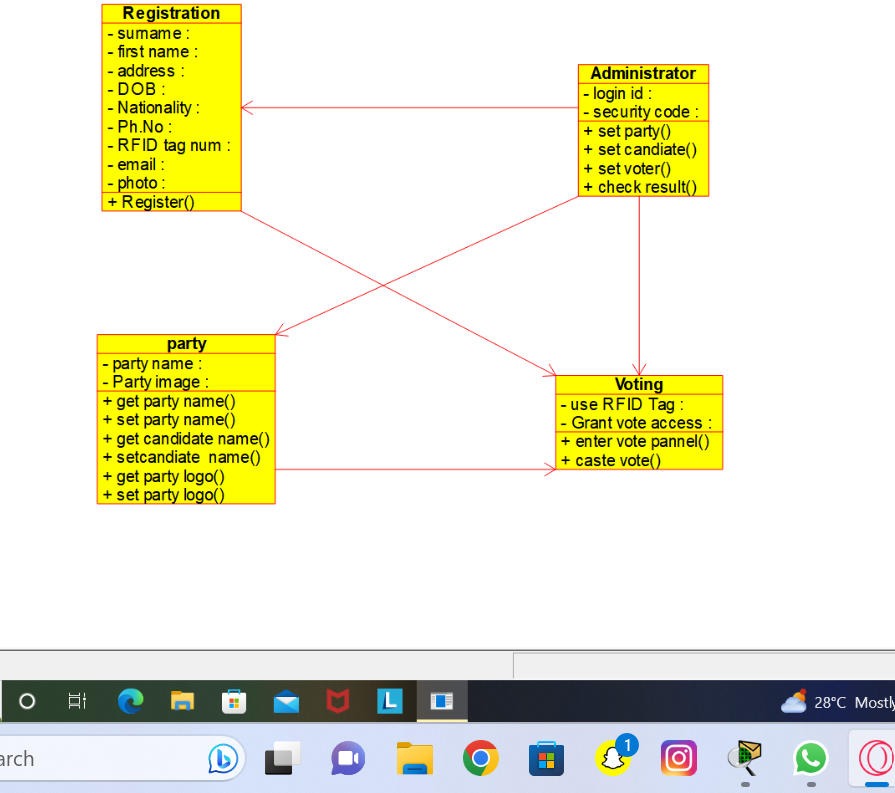 Registration
- surname :
- first name :
- address :
- DOB :
- Nationality :
- Ph.No :
- RFID tag num :
- email :
- photo :
+ Register()
Administrator
- login id :
- security code :
+ set party()
+ set candiate()
+ set voter()
+ check result()
party
- party name :
- Party image :
+ get party name()
+ set party name()
+ get candidate name()
+ setcandiate  name()
+ get party logo()
+ set party logo()
Voting
- use RFID Tag :
- Grant vote access :
+ enter vote pannel()
+ caste vote()
L
28°C Mostly
arch
1